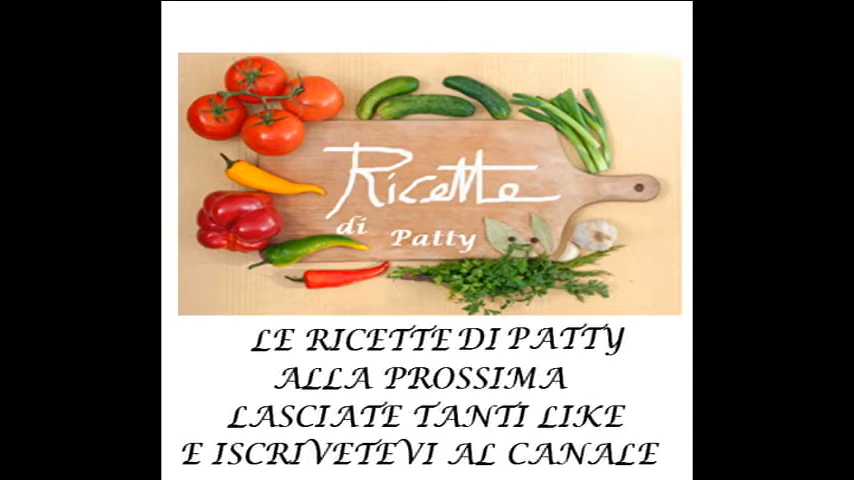 Ricette
di Patty
LE RICETTE DI PATTY
ALLA PROSSIMA
LASCIATE TANTI LIKE
E ISCRIVETEVI AL CANALE